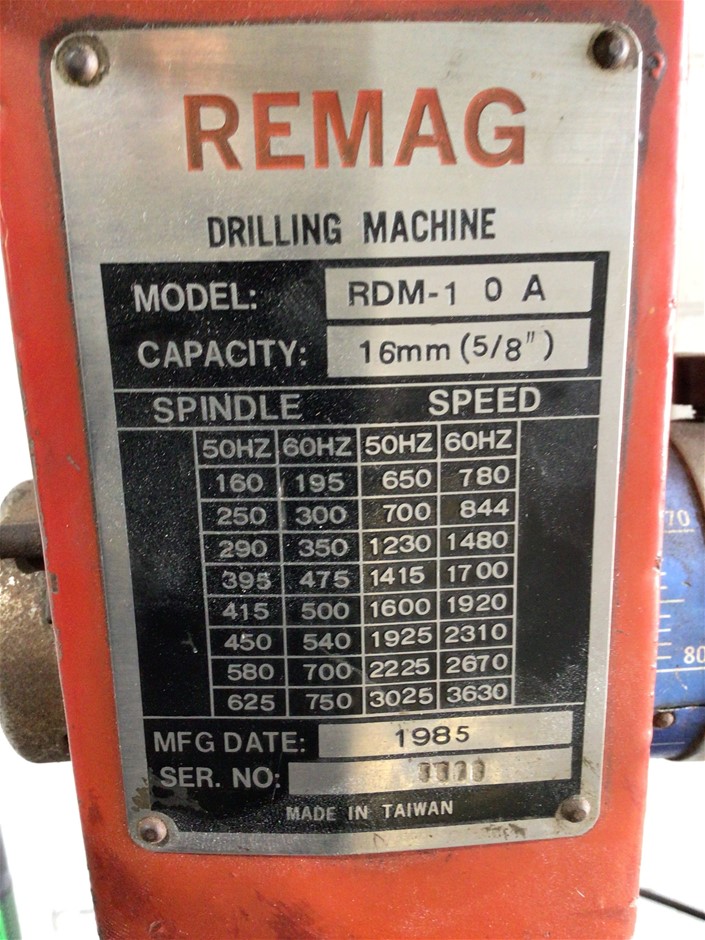 REMAG
DRILLING MACHINE
MODEL: RDM-1 0 A
CAPACITY: 16mm (5/8")
SPINDLE SPEED
50HZ 60HZ 50HZ 60HZ
160 195 650 780
250 300 700 844
290 350 1230 1480
395 475 1415 1700
415 500 1600 1920
450 540 1925 2310
580 700 2225 2670
625 750 3025 3630
MFG DATE: 1985
SER. NO:
MADE IN TAIWAN
70
80